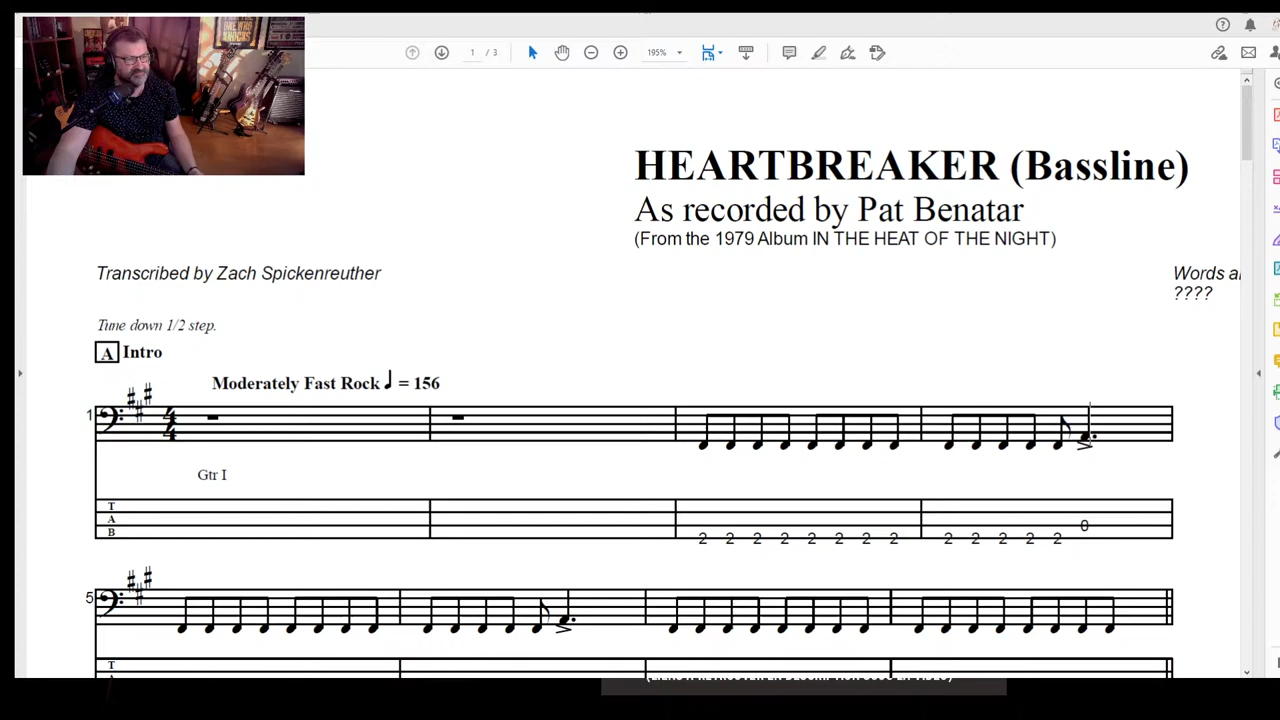 1 / 3
195%
HEARTBREAKER (Bassline)
As recorded by Pat Benatar
(From the 1979 Album IN THE HEAT OF THE NIGHT)
Transcribed by Zach Spickenreuther
Words
????
Tune down 1/2 step.
A Intro
Moderately Fast Rock ♩ = 156
1
4
4
Gtr I
T
A
B
2 2 2 2 2 2 2 2 2 2 2 2 2 0
5
T